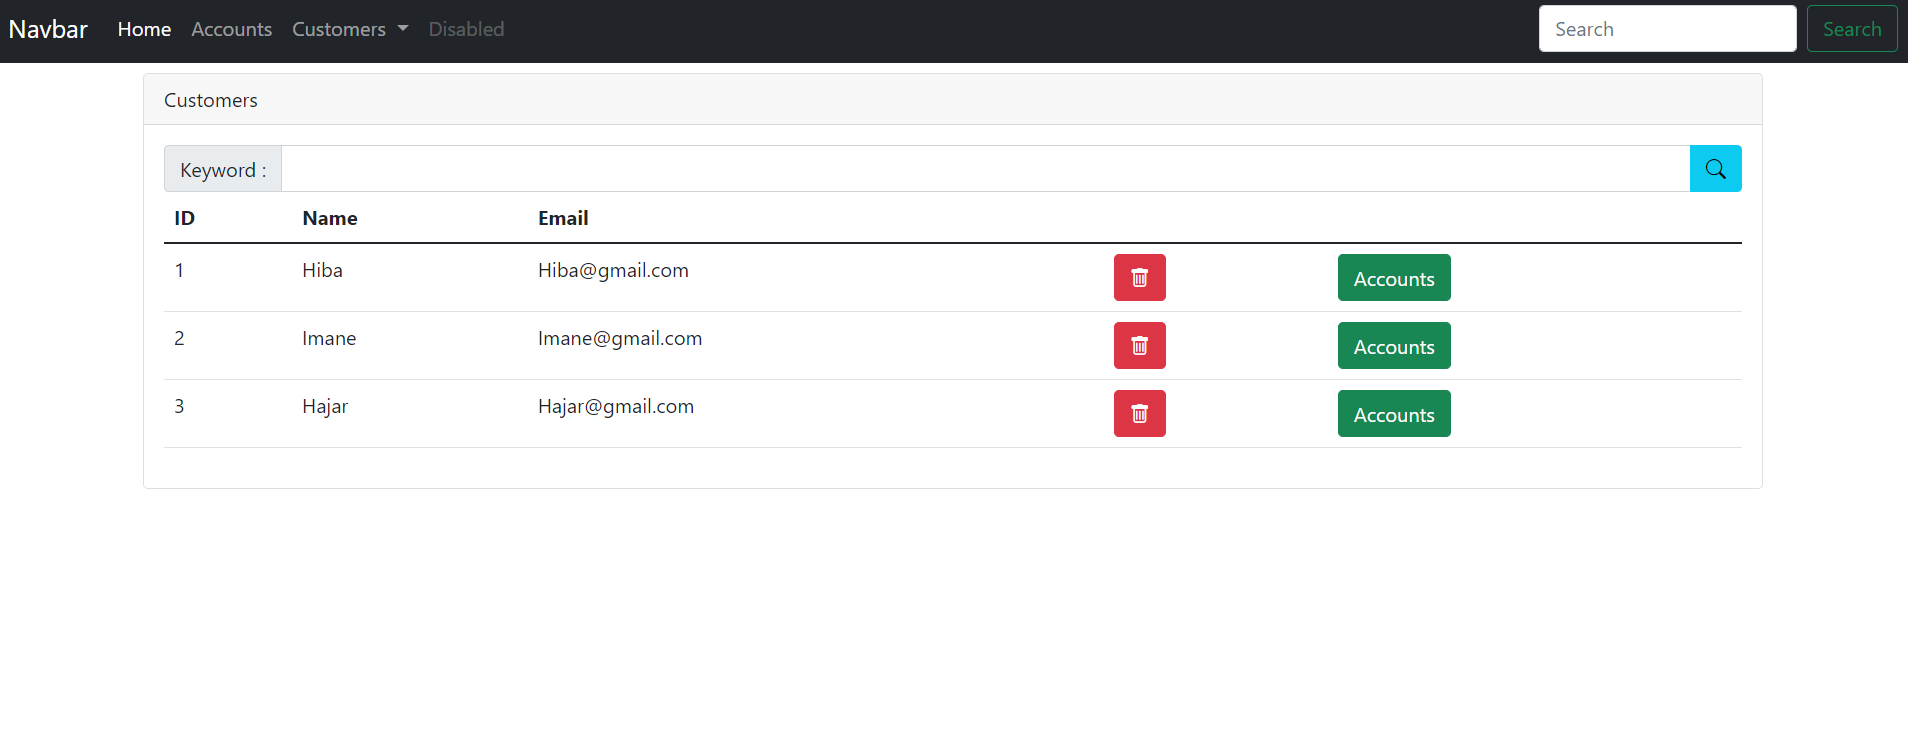 Navbar Home Accounts Customers Disabled Search Search
Customers
Keyword :
ID Name Email
1 Hiba Hiba@gmail.com Accounts
2 Imane Imane@gmail.com Accounts
3 Hajar Hajar@gmail.com Accounts